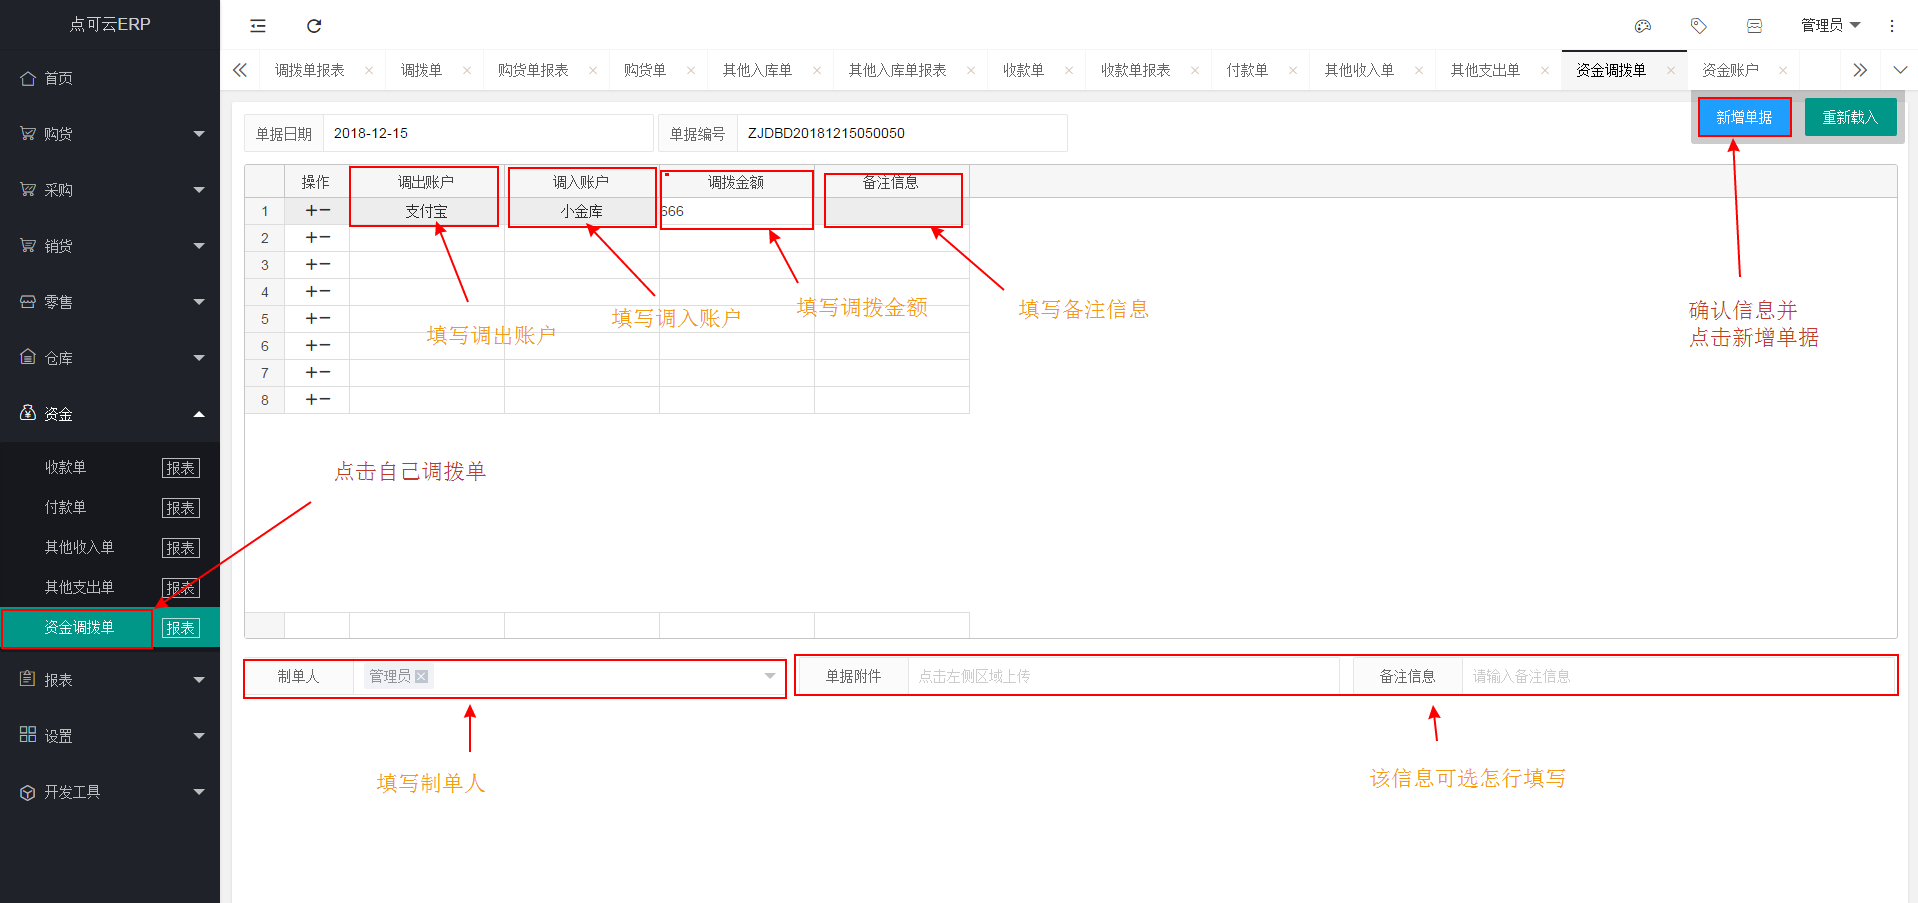 点可云ERP
管理员
首页
购货
采购
销货
零售
仓库
资金
收款单 报表
付款单 报表
其他收入单 报表
其他支出单 报表
资金调拨单 报表
报表
设置
开发工具
调拨单报表 调拨单 购货单报表 购货单 其他入库单 其他入库单报表 收款单 收款单报表 付款单 其他收入单 其他支出单 资金调拨单 资金账户
新增单据 重新载入
单据日期 2018-12-15 单据编号 ZJDBD20181215050050
操作 调出账户 调入账户 调拨金额 备注信息
1 支付宝 小金库 666
2
3
4
5
6
7
8
填写调出账户
填写调入账户
填写调拨金额
填写备注信息
确认信息并
点击新增单据
点击自己调拨单
制单人 管理员 单据附件 点击左侧区域上传 备注信息 请输入备注信息
填写制单人
该信息可选怎行填写